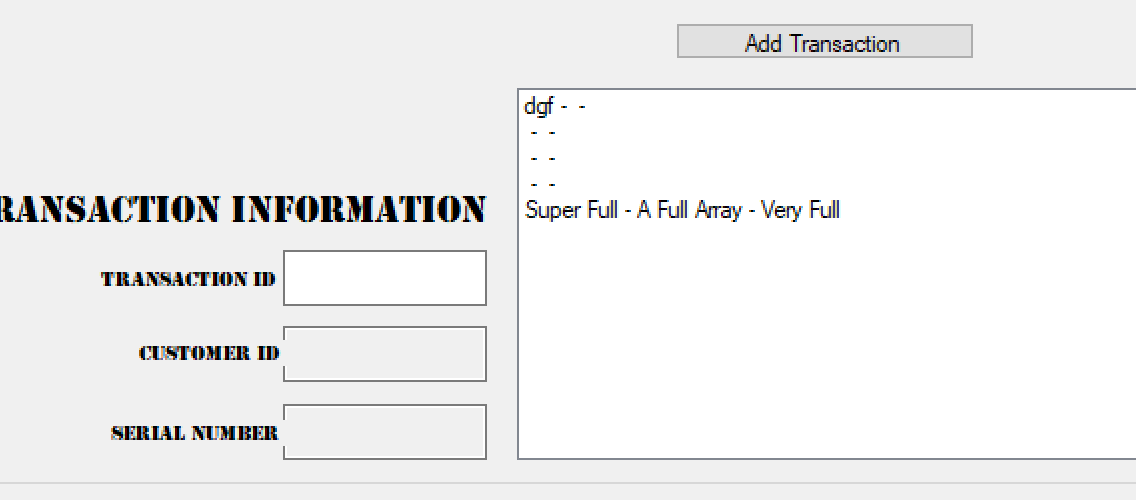 Add Transaction
dgf - -
- -
- -
- -
Super Full - A Full Array - Very Full
RANSACTION INFORMATION
TRANSACTION ID
CUSTOMER ID
SERIAL NUMBER